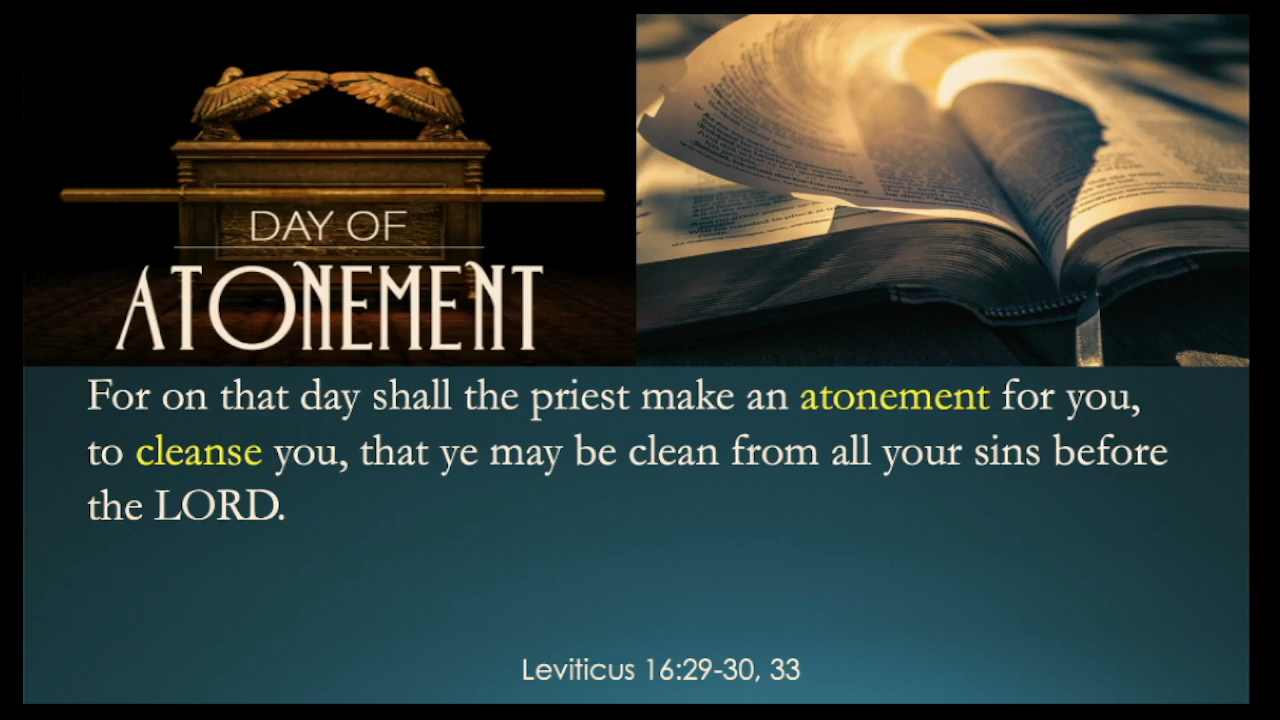 DAY OF
ATONEMENT
For on that day shall the priest make an atonement for you,
to cleanse you, that ye may be clean from all your sins before
the LORD.
Leviticus 16:29-30, 33